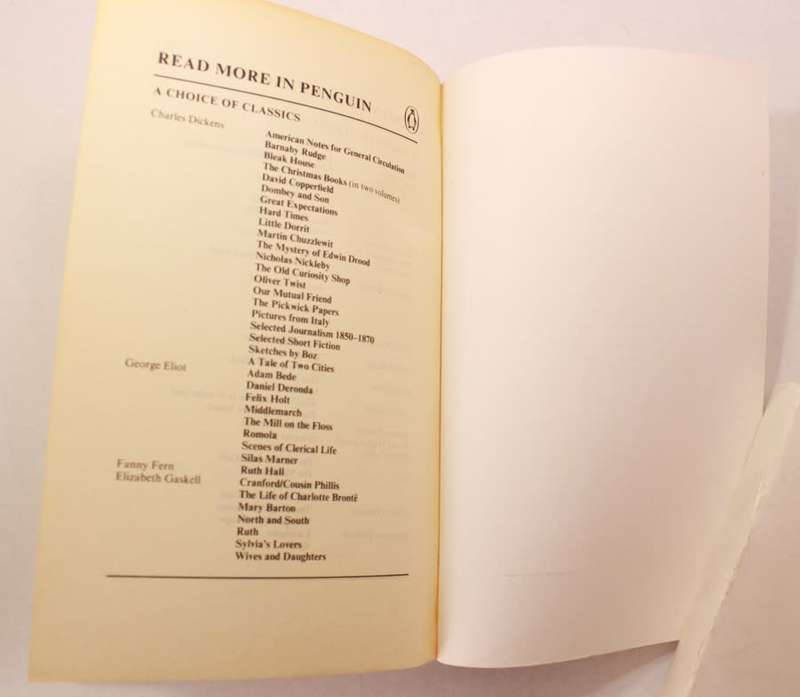 READ MORE IN PENGUIN
A CHOICE OF CLASSICS
Charles Dickens American Notes for General Circulation
Barnaby Rudge
Bleak House
The Christmas Books (in two volumes)
David Copperfield
Dombey and Son
Great Expectations
Hard Times
Little Dorrit
Martin Chuzzlewit
The Mystery of Edwin Drood
Nicholas Nickleby
The Old Curiosity Shop
Oliver Twist
Our Mutual Friend
The Pickwick Papers
Pictures from Italy
Selected Journalism 1850–1870
Selected Short Fiction
Sketches by Boz
A Tale of Two Cities
George Eliot Adam Bede
Daniel Deronda
Felix Holt
Middlemarch
The Mill on the Floss
Romola
Scenes of Clerical Life
Silas Marner
Fanny Fern Ruth Hall
Elizabeth Gaskell Cranford/Cousin Phillis
The Life of Charlotte Brontë
Mary Barton
North and South
Ruth
Sylvia's Lovers
Wives and Daughters